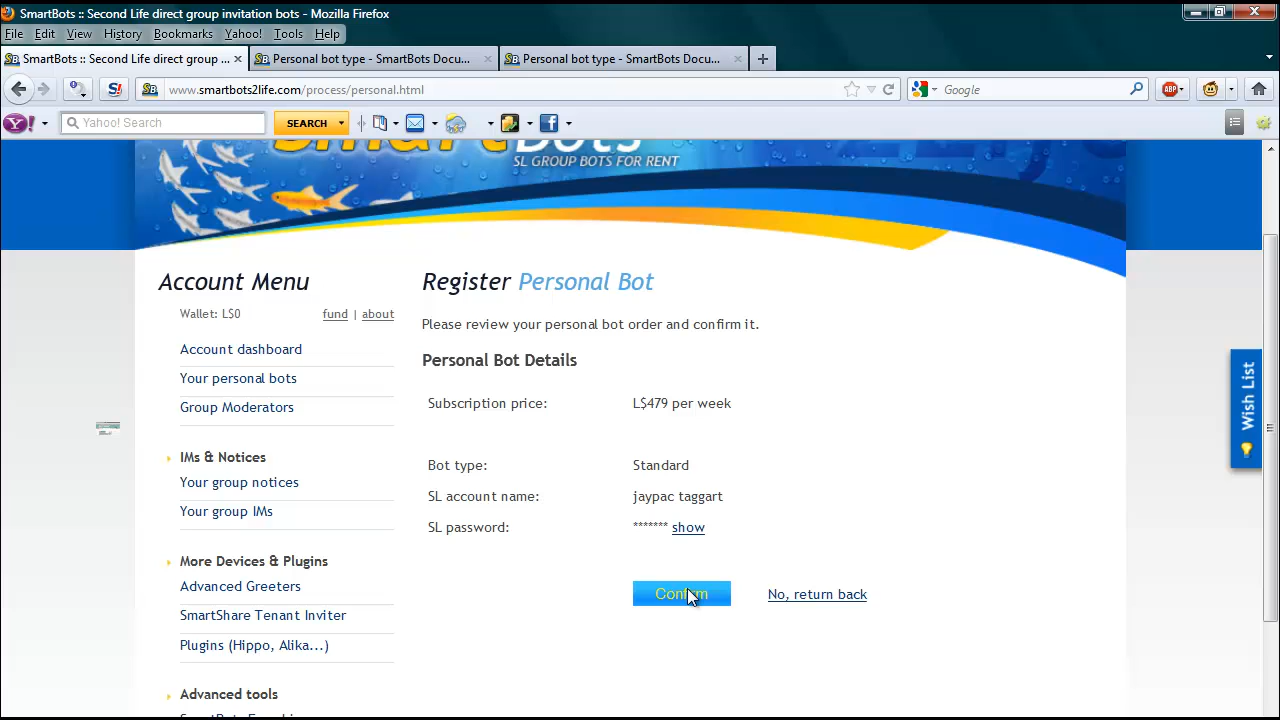 SmartBots :: Second Life direct group invitation bots - Mozilla Firefox
File Edit View History Bookmarks Yahoo! Tools Help
SmartBots :: Second Life direct group ... × Personal bot type - SmartBots Docu... × Personal bot type - SmartBots Docu... ×
www.smartbots2life.com/process/personal.html Google
Yahoo! Search SEARCH
SL GROUP BOTS FOR RENT
Account Menu
Wallet: L$0 fund | about
Account dashboard
Your personal bots
Group Moderators
IMs & Notices
Your group notices
Your group IMs
More Devices & Plugins
Advanced Greeters
SmartShare Tenant Inviter
Plugins (Hippo, Alika...)
Advanced tools
Register Personal Bot
Please review your personal bot order and confirm it.
Personal Bot Details
Subscription price: L$479 per week
Bot type: Standard
SL account name: jaypac taggart
SL password: ******* show
Confirm No, return back
Wish List